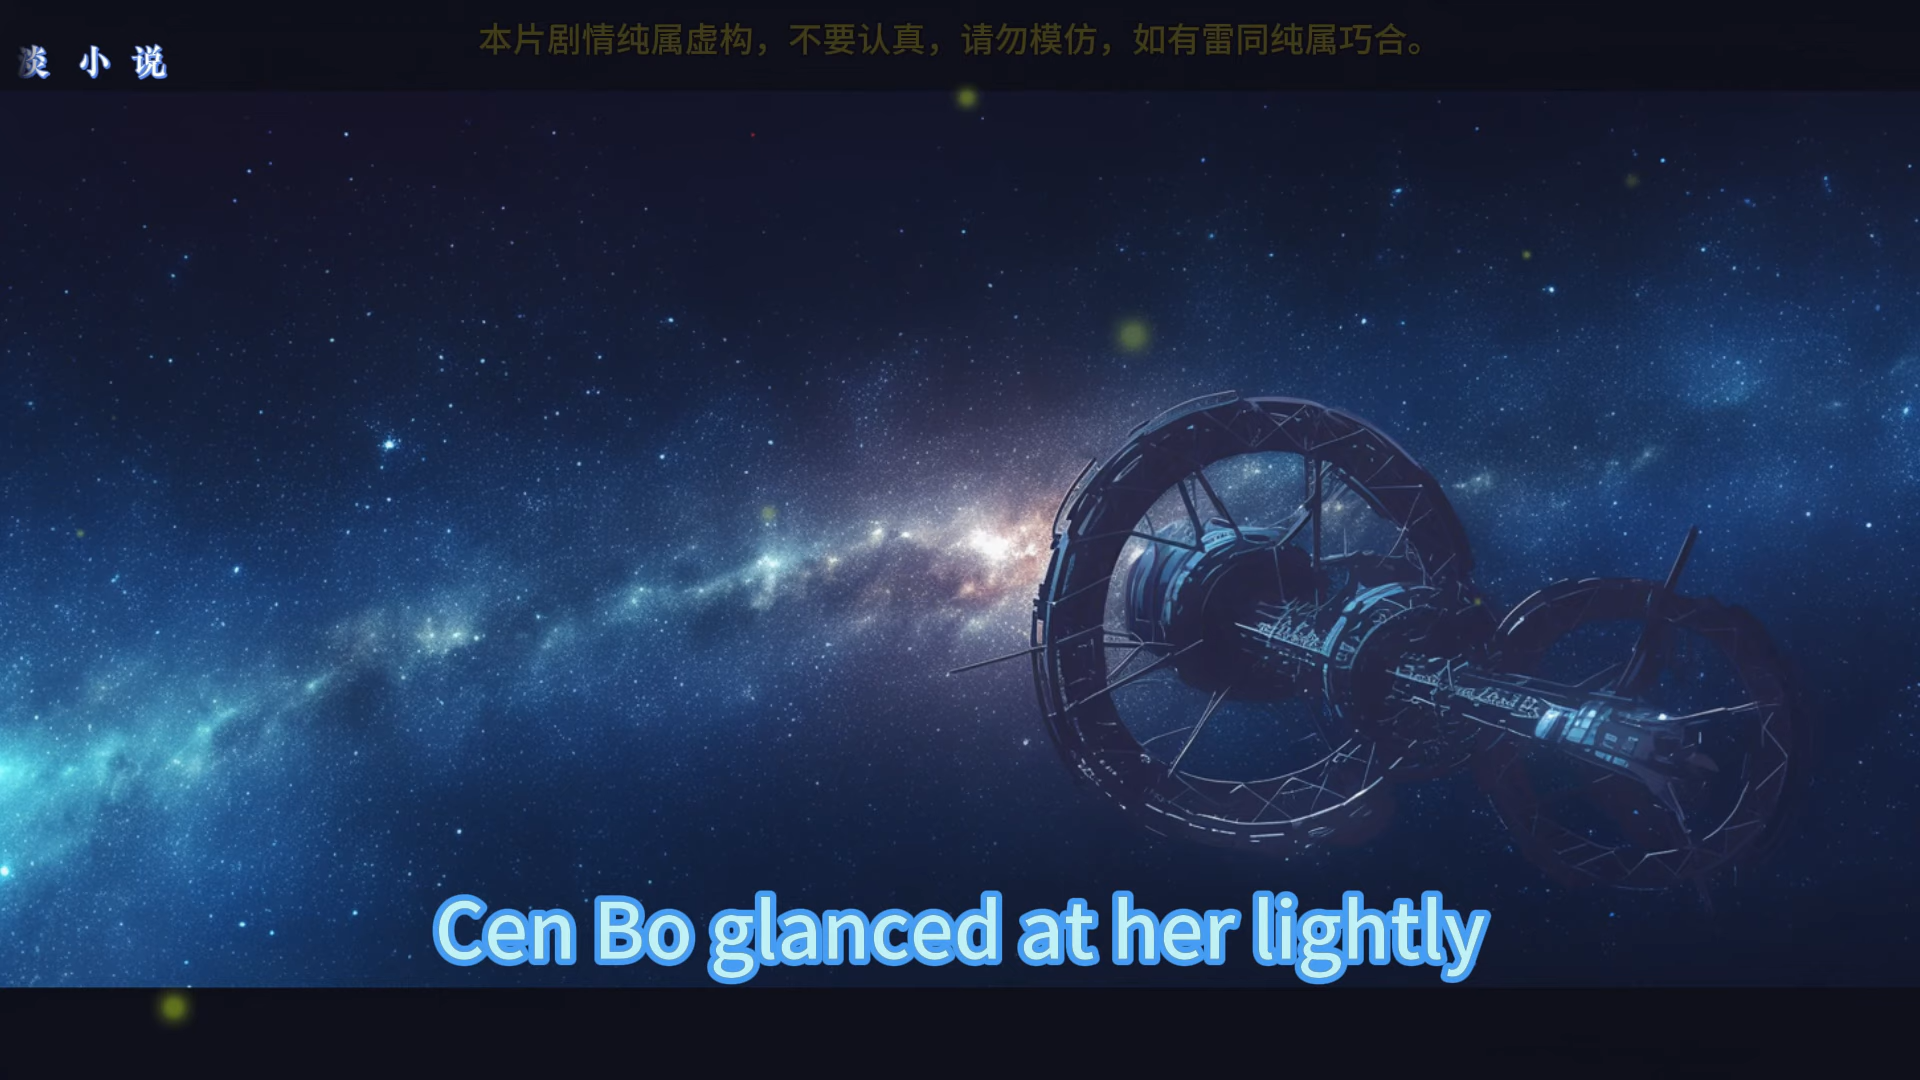 本片剧情纯属虚构，不要认真，请勿模仿，如有雷同纯属巧合。
淡 小 说
Cen Bo glanced at her lightly